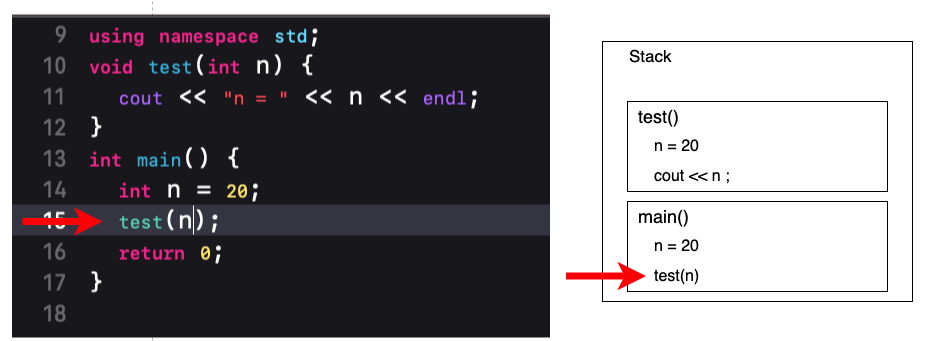 9 using namespace std;
10 void test(int n) {
11 cout << "n = " << n << endl;
12 }
13 int main() {
14 int n = 20;
15 test(n);
16 return 0;
17 }
18
Stack
test()
n = 20
cout << n ;
main()
n = 20
test(n)